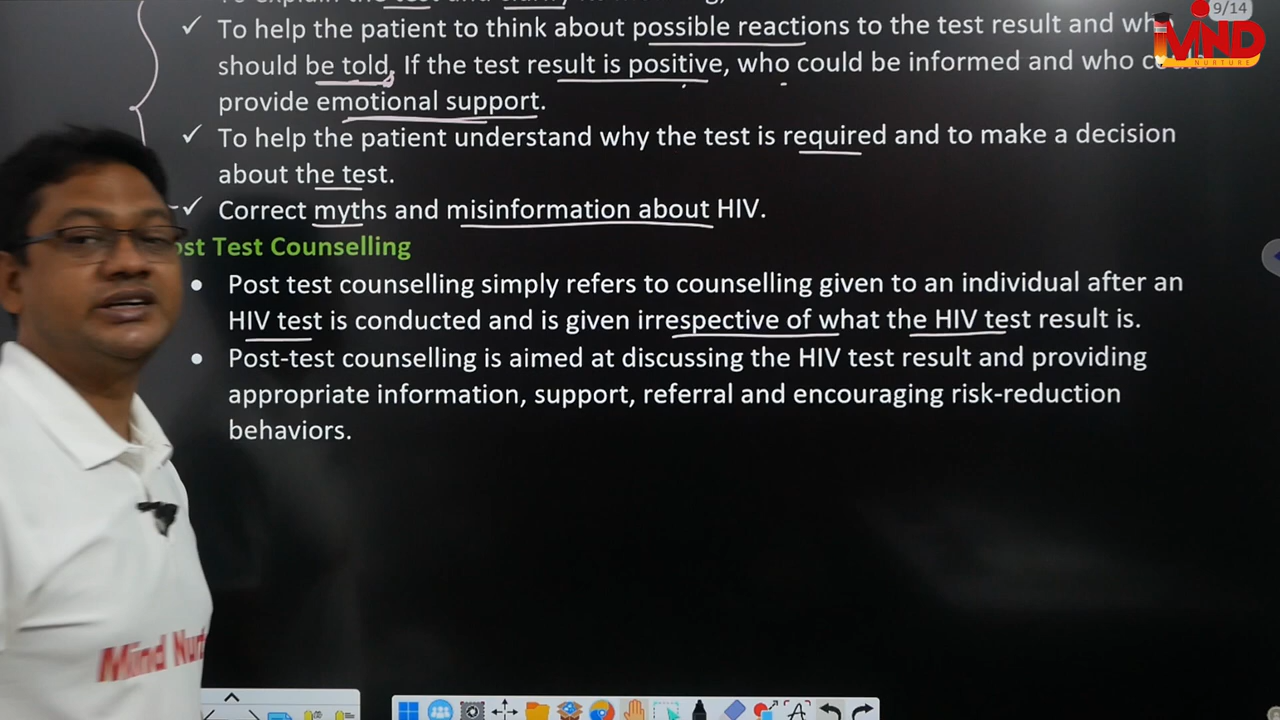 9/14
MIND
NURTURE
✓ To help the patient to think about possible reactions to the test result and
should be told, If the test result is positive, who could be informed and who
provide emotional support.
✓ To help the patient understand why the test is required and to make a decision
about the test.
✓ Correct myths and misinformation about HIV.
Test Counselling
• Post test counselling simply refers to counselling given to an individual after an
HIV test is conducted and is given irrespective of what the HIV test result is.
• Post-test counselling is aimed at discussing the HIV test result and providing
appropriate information, support, referral and encouraging risk-reduction
behaviors.
Mind